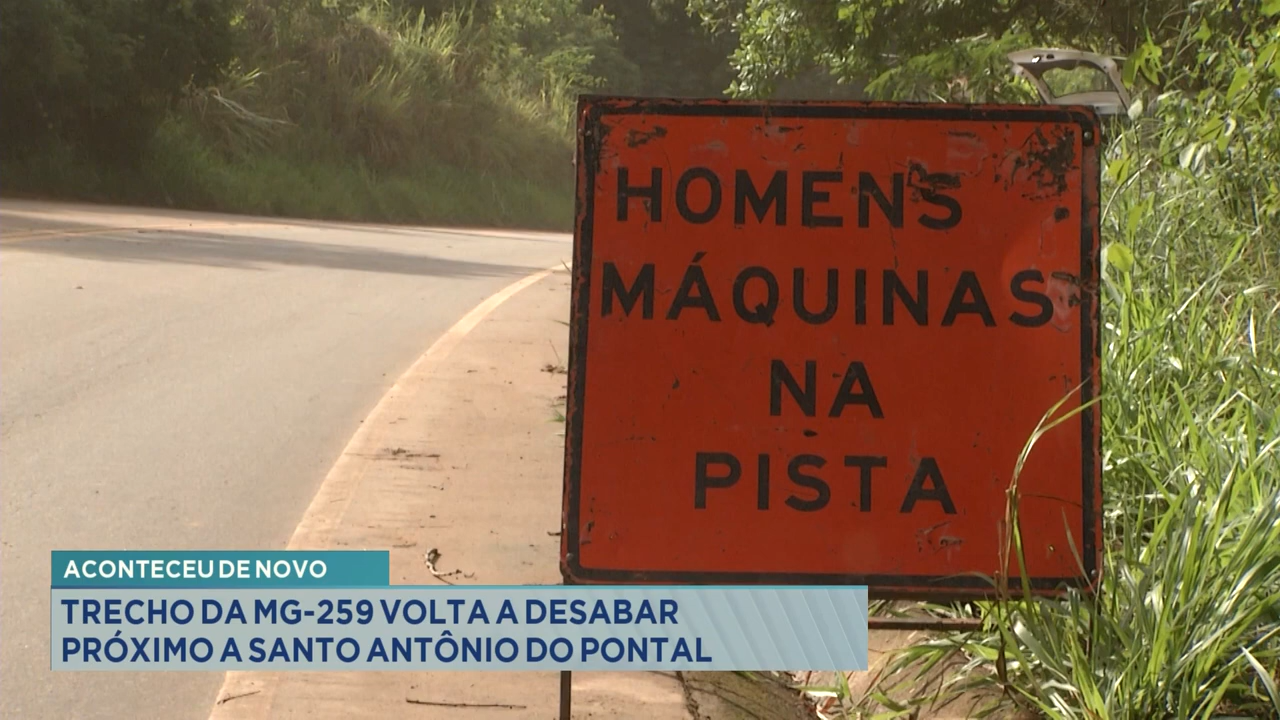 HOMENS
MÁQUINAS
NA
PISTA
ACONTECEU DE NOVO
TRECHO DA MG-259 VOLTA A DESABAR
PRÓXIMO A SANTO ANTÔNIO DO PONTAL